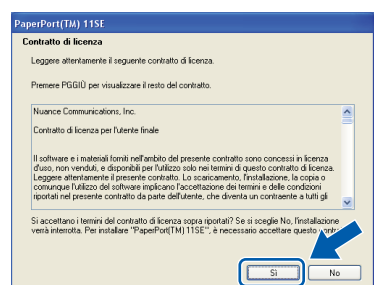 PaperPort(TM) 11SE
Contratto di licenza
Leggere attentamente il seguente contratto di licenza.
Premere PGGIÙ per visualizzare il resto del contratto.
Nuance Communications, Inc.
Contratto di licenza per l'utente finale
Il software e i materiali forniti nell'ambito del presente contratto sono concessi in licenza
d'uso, non venduti, e disponibili per l'utilizzo solo nei termini di questo contratto di licenza.
Leggere attentamente il presente contratto. Lo scaricamento, l'installazione, la copia o
comunque l'utilizzo del software implicano l'accettazione dei termini e delle condizioni
riportati nel presente contratto da parte dell'utente, che diventa un contraente a tutti gli
Si accettano i termini del contratto di licenza sopra riportati? Se si sceglie No, l'installazione
verrà interrotta. Per installare "PaperPort(TM) 11SE", è necessario accettare questo
Sì
No